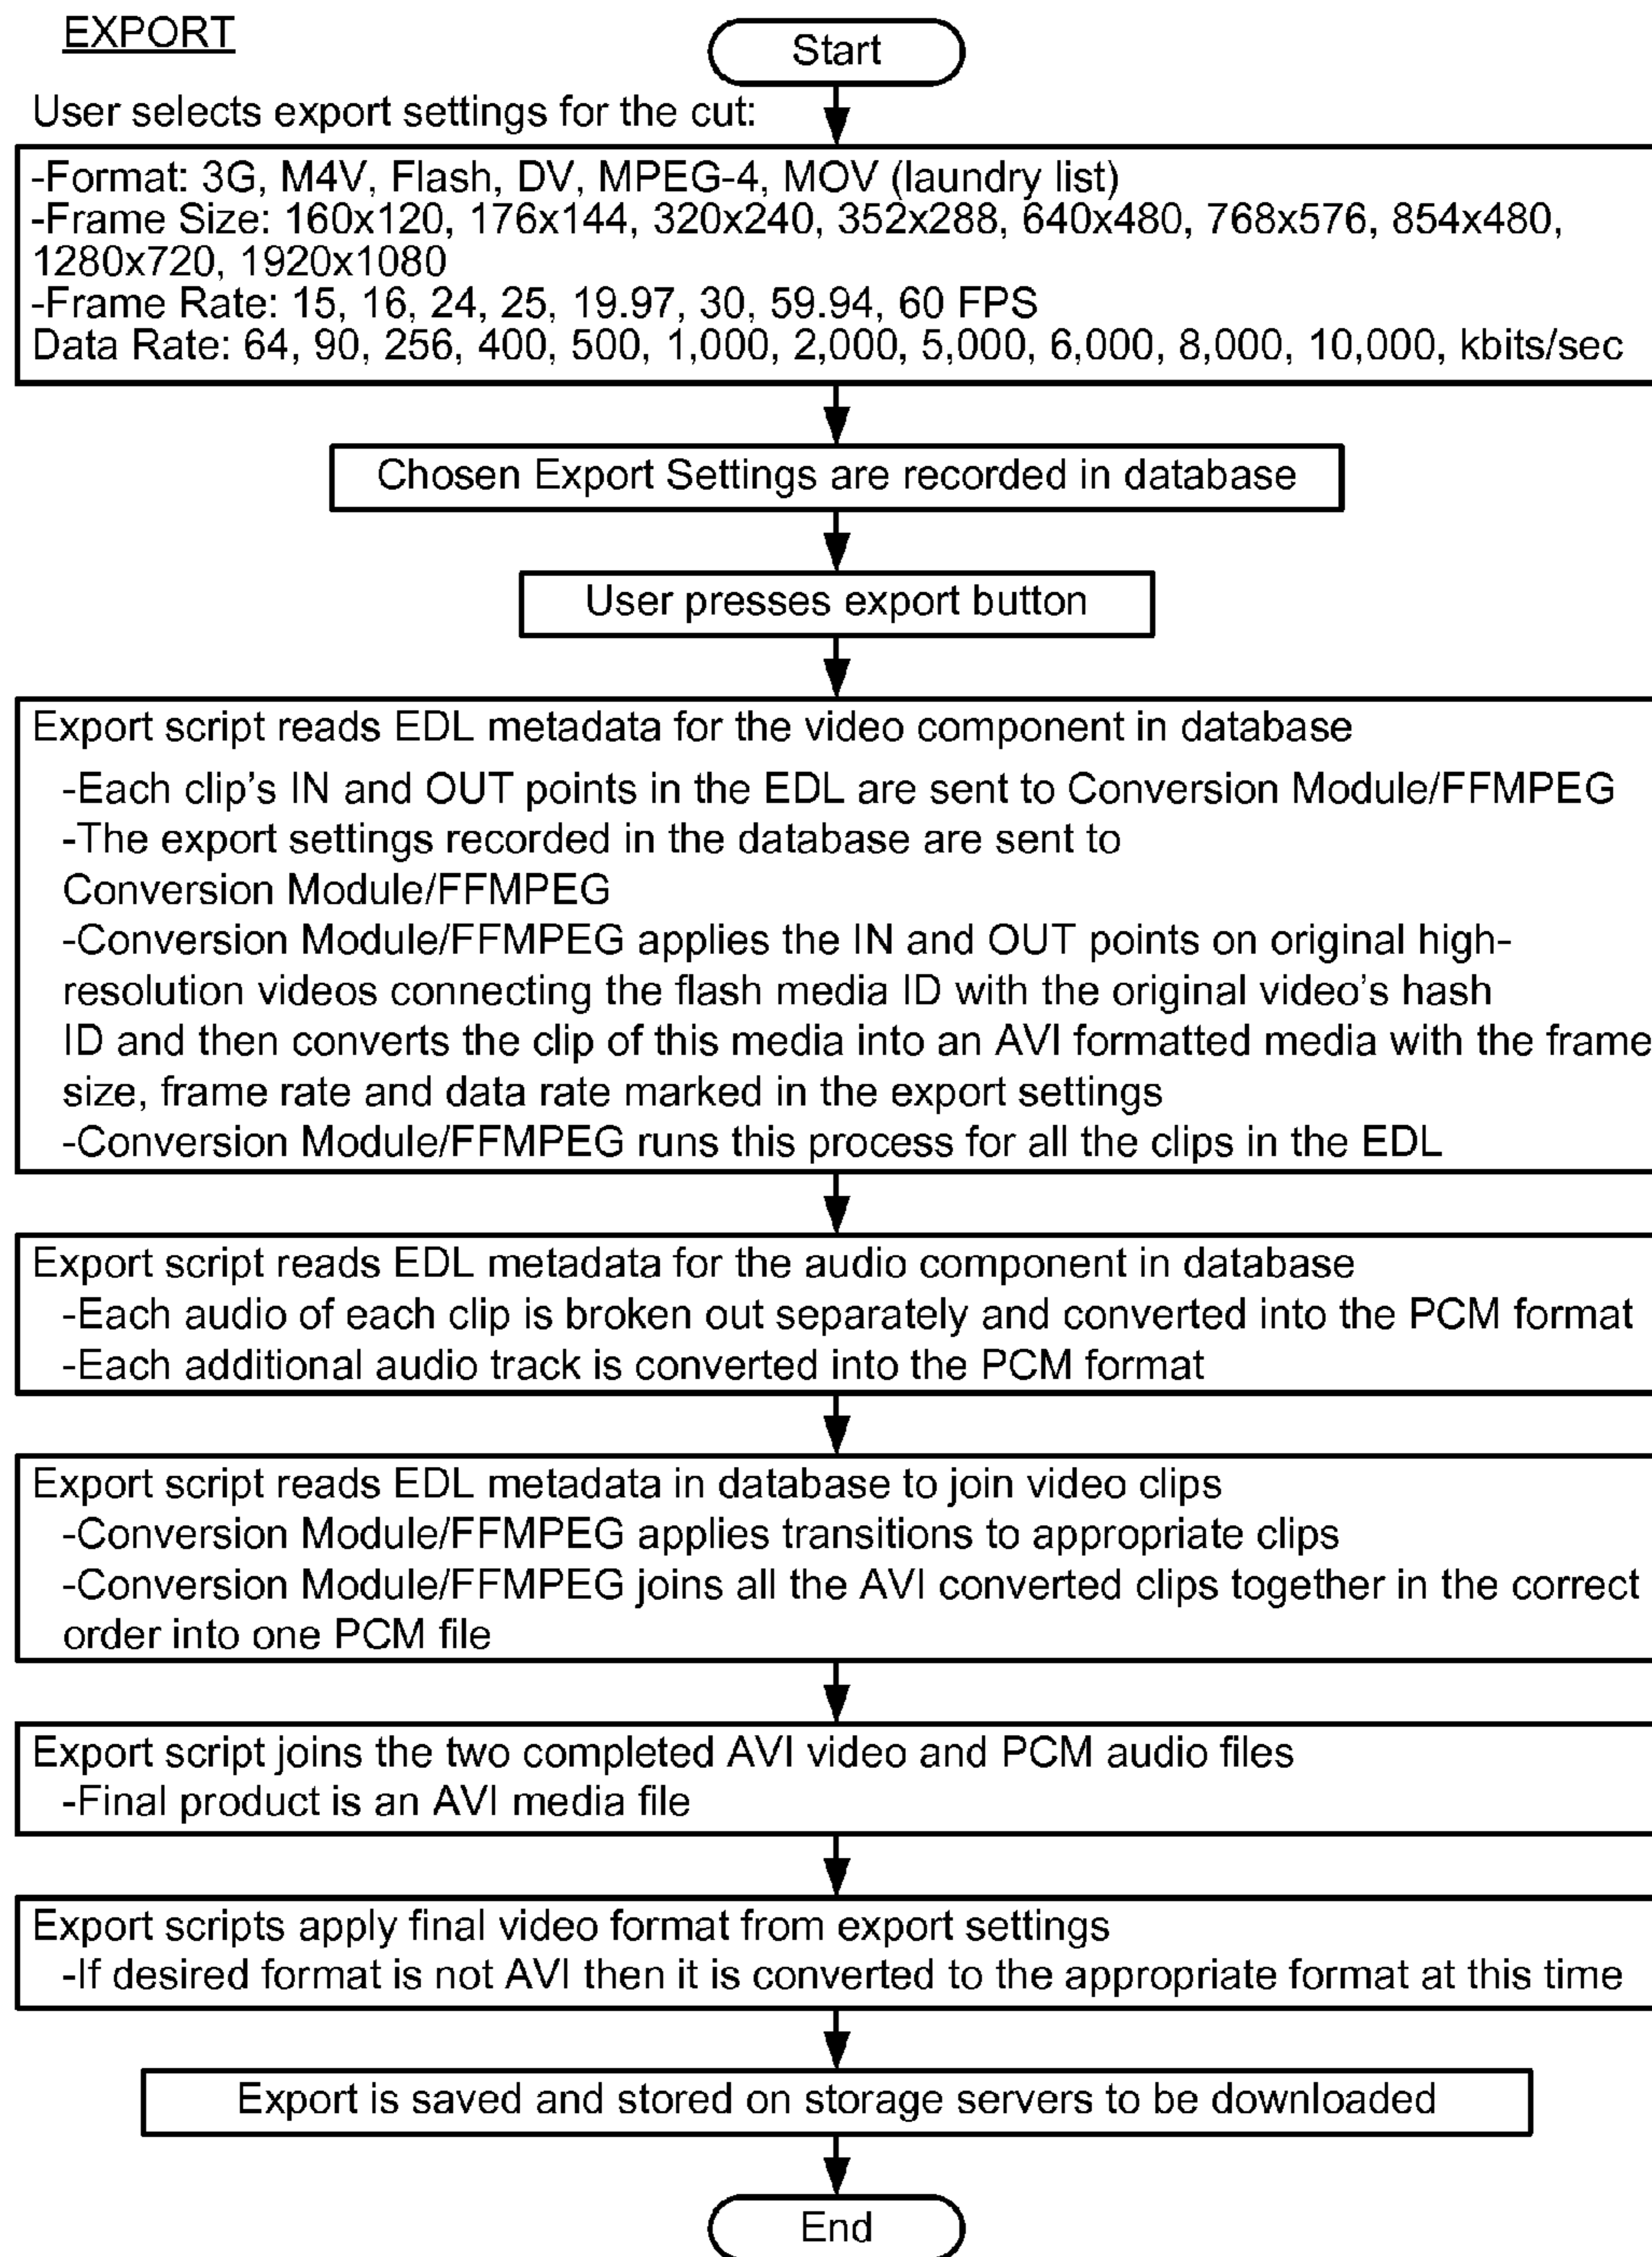 EXPORT
Start
User selects export settings for the cut:
-Format: 3G, M4V, Flash, DV, MPEG-4, MOV (laundry list)
-Frame Size: 160x120, 176x144, 320x240, 352x288, 640x480, 768x576, 854x480,
1280x720, 1920x1080
-Frame Rate: 15, 16, 24, 25, 19.97, 30, 59.94, 60 FPS
Data Rate: 64, 90, 256, 400, 500, 1,000, 2,000, 5,000, 6,000, 8,000, 10,000, kbits/sec
Chosen Export Settings are recorded in database
User presses export button
Export script reads EDL metadata for the video component in database
-Each clip's IN and OUT points in the EDL are sent to Conversion Module/FFMPEG
-The export settings recorded in the database are sent to
Conversion Module/FFMPEG
-Conversion Module/FFMPEG applies the IN and OUT points on original high-
resolution videos connecting the flash media ID with the original video's hash
ID and then converts the clip of this media into an AVI formatted media with the frame
size, frame rate and data rate marked in the export settings
-Conversion Module/FFMPEG runs this process for all the clips in the EDL
Export script reads EDL metadata for the audio component in database
-Each audio of each clip is broken out separately and converted into the PCM format
-Each additional audio track is converted into the PCM format
Export script reads EDL metadata in database to join video clips
-Conversion Module/FFMPEG applies transitions to appropriate clips
-Conversion Module/FFMPEG joins all the AVI converted clips together in the correct
order into one PCM file
Export script joins the two completed AVI video and PCM audio files
-Final product is an AVI media file
Export scripts apply final video format from export settings
-If desired format is not AVI then it is converted to the appropriate format at this time
Export is saved and stored on storage servers to be downloaded
End